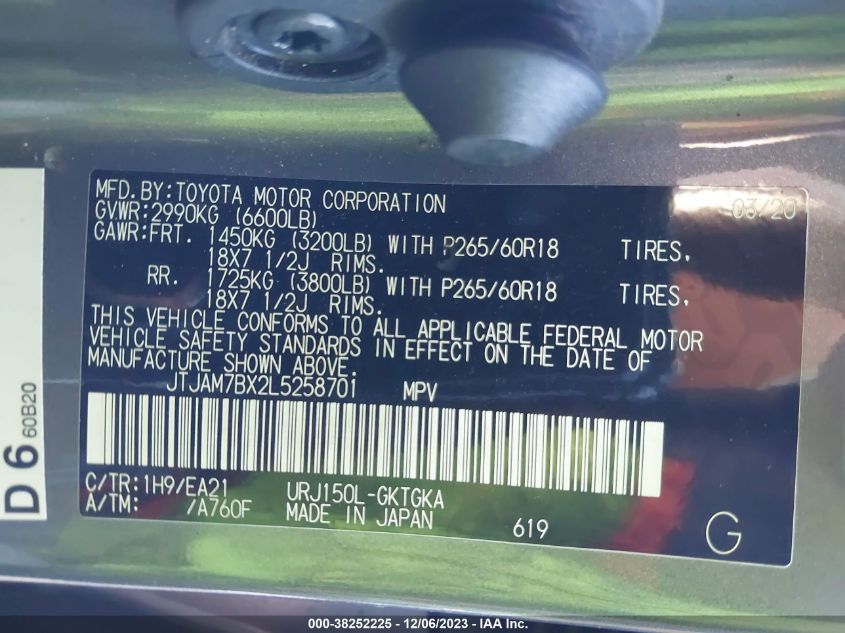 MFD.BY:TOYOTA MOTOR CORPORATION 03/20
GVWR:2990KG (6600LB)
GAWR:FRT. 1450KG (3200LB) WITH P265/60R18 TIRES.
18X7 1/2J RIMS.
RR. 1725KG (3800LB) WITH P265/60R18 TIRES.
18X7 1/2J RIMS.
THIS VEHICLE CONFORMS TO ALL APPLICABLE FEDERAL MOTOR
VEHICLE SAFETY STANDARDS IN EFFECT ON THE DATE OF
MANUFACTURE SHOWN ABOVE.
JTJAM7BX2L5258701 MPV
C/TR:1H9/EA21 URJ150L-GKTGKA
A/TM: /A760F MADE IN JAPAN 619 G
D 6 60B20
000-38252225 - 12/06/2023 - IAA Inc.